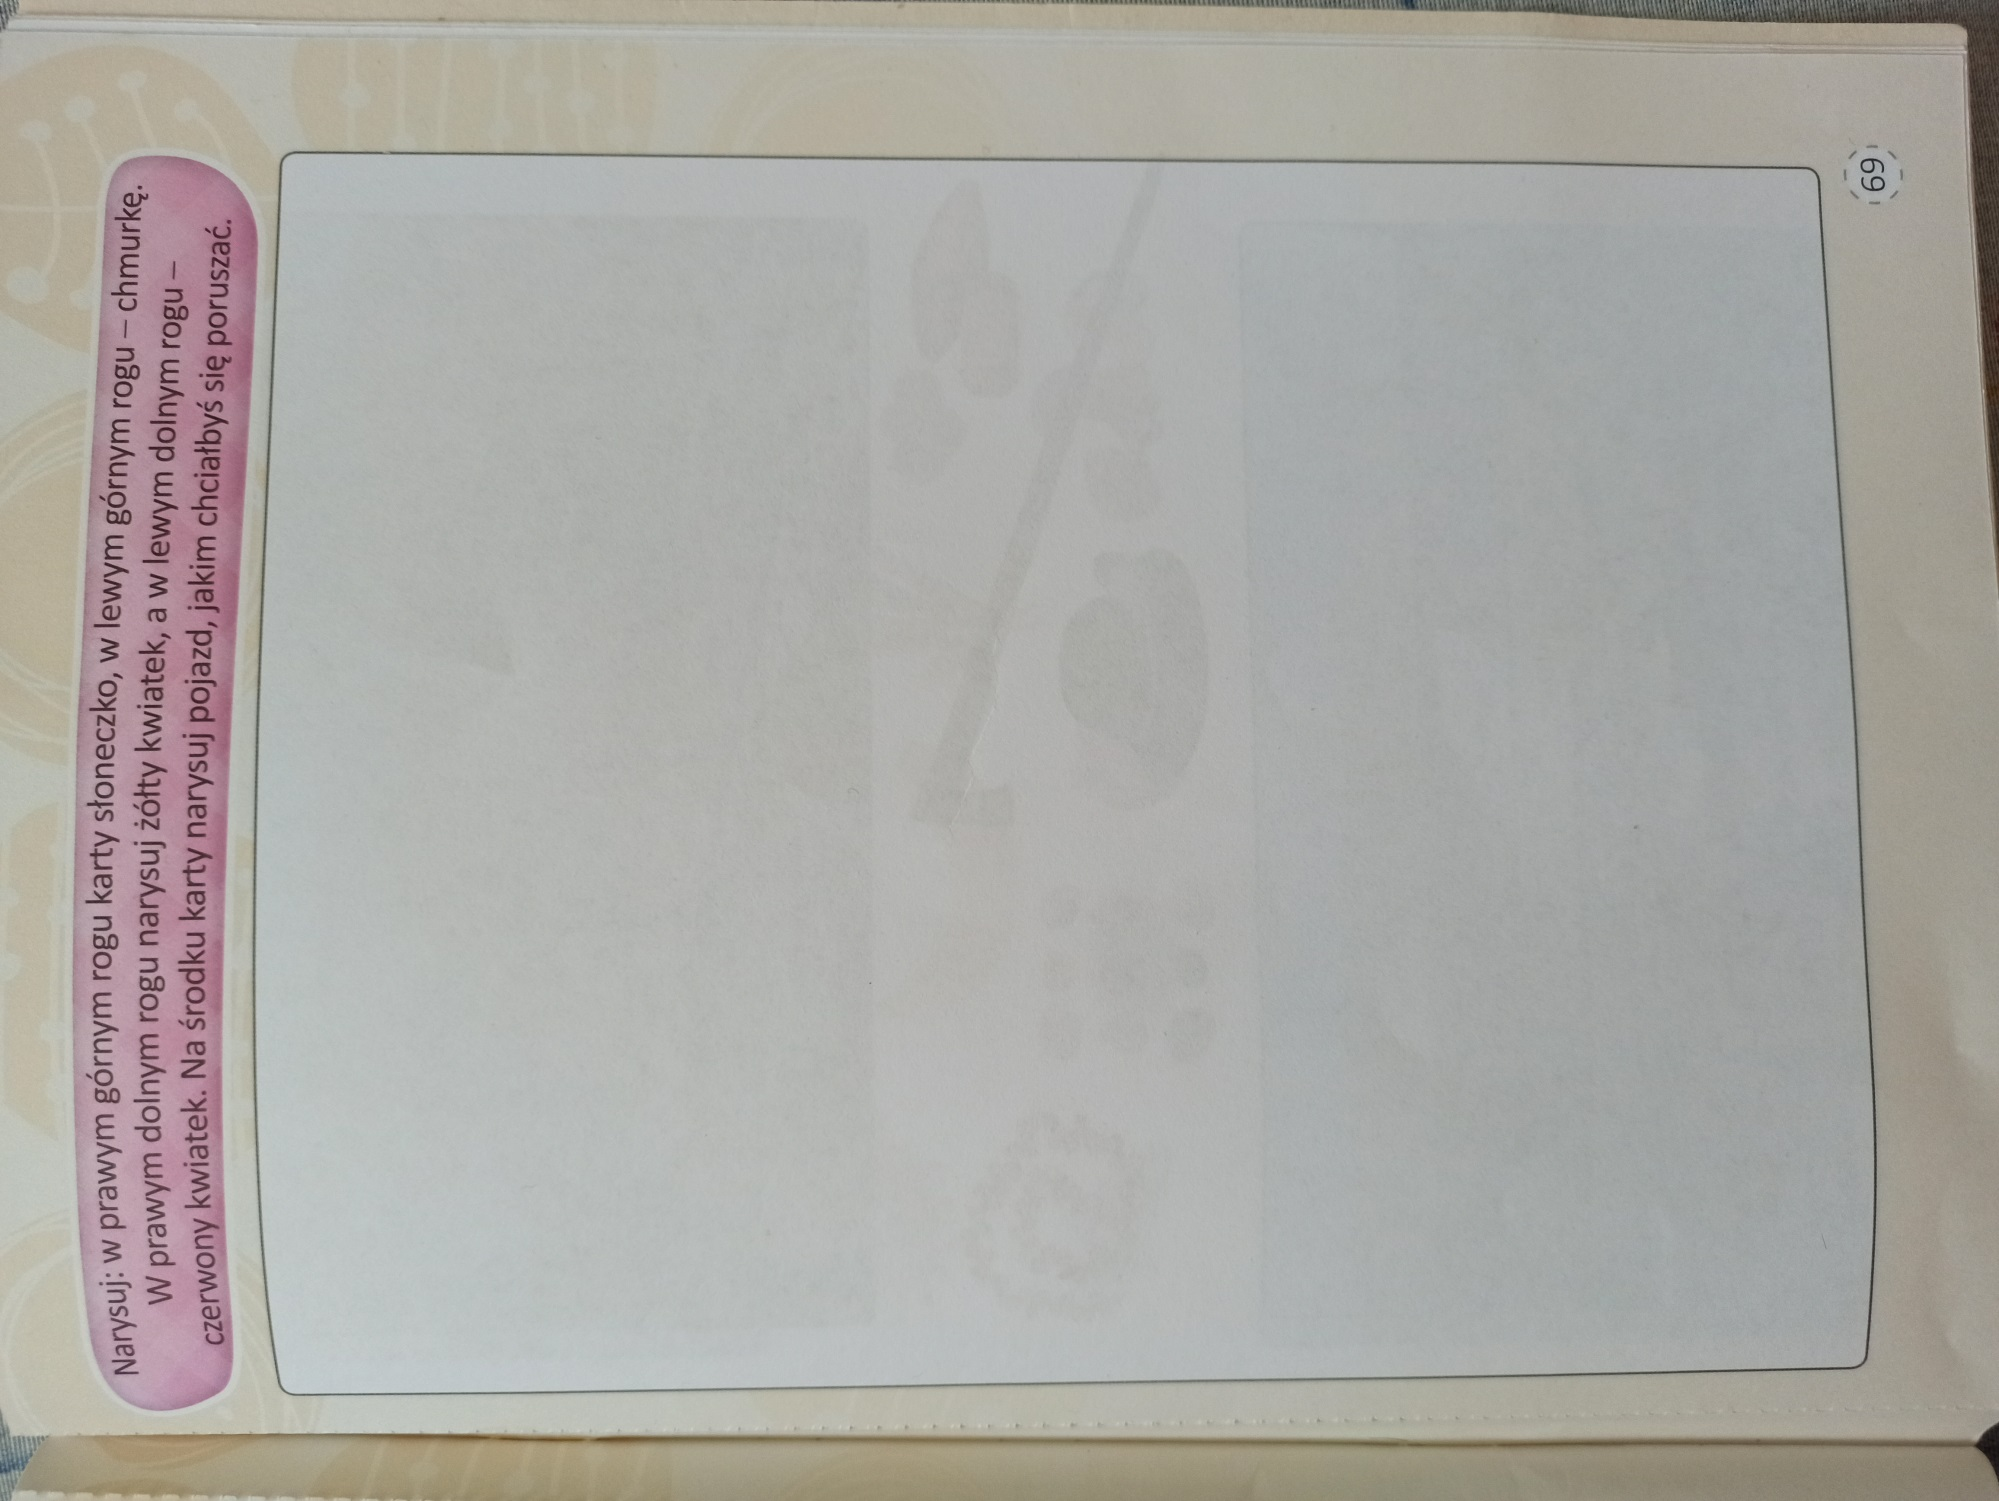 Narysuj: w prawym górnym rogu karty słoneczko, w lewym górnym rogu – chmurkę.
W prawym dolnym rogu narysuj żółty kwiatek, a w lewym dolnym rogu –
czerwony kwiatek. Na środku karty narysuj pojazd, jakim chciałbyś się poruszać.
69